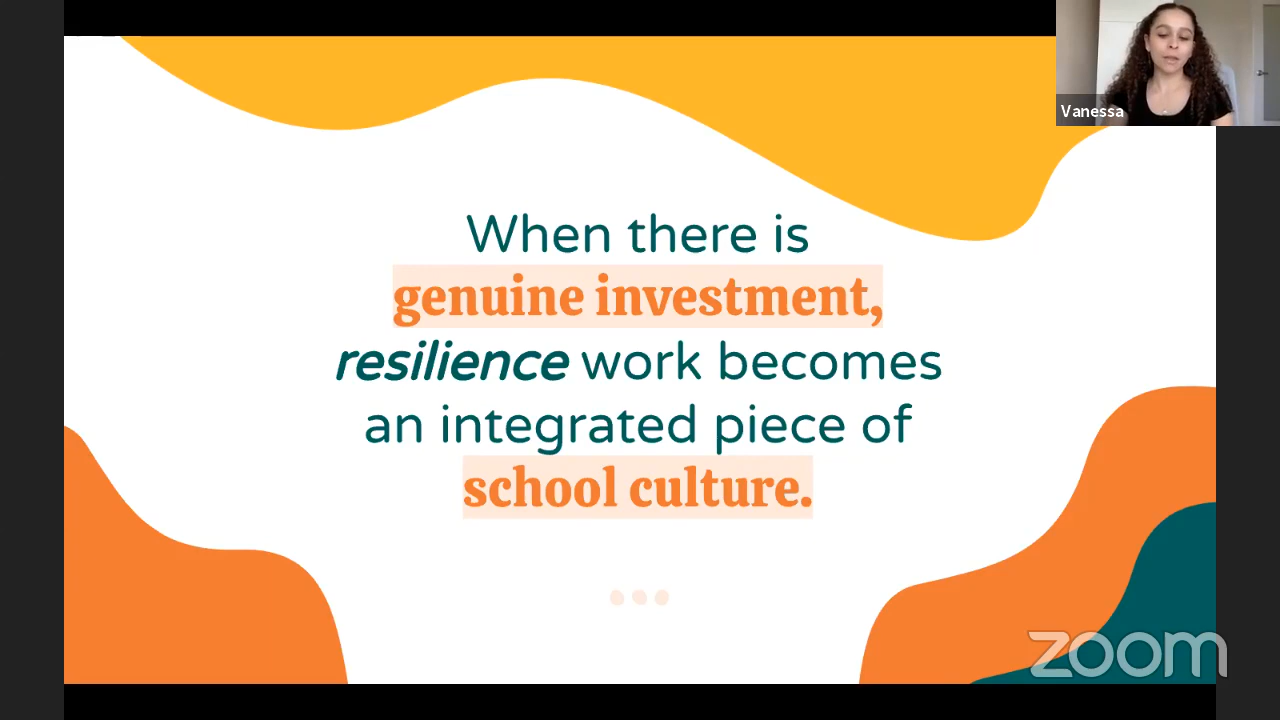 Vanessa
When there is
genuine investment,
resilience work becomes
an integrated piece of
school culture.
zoom